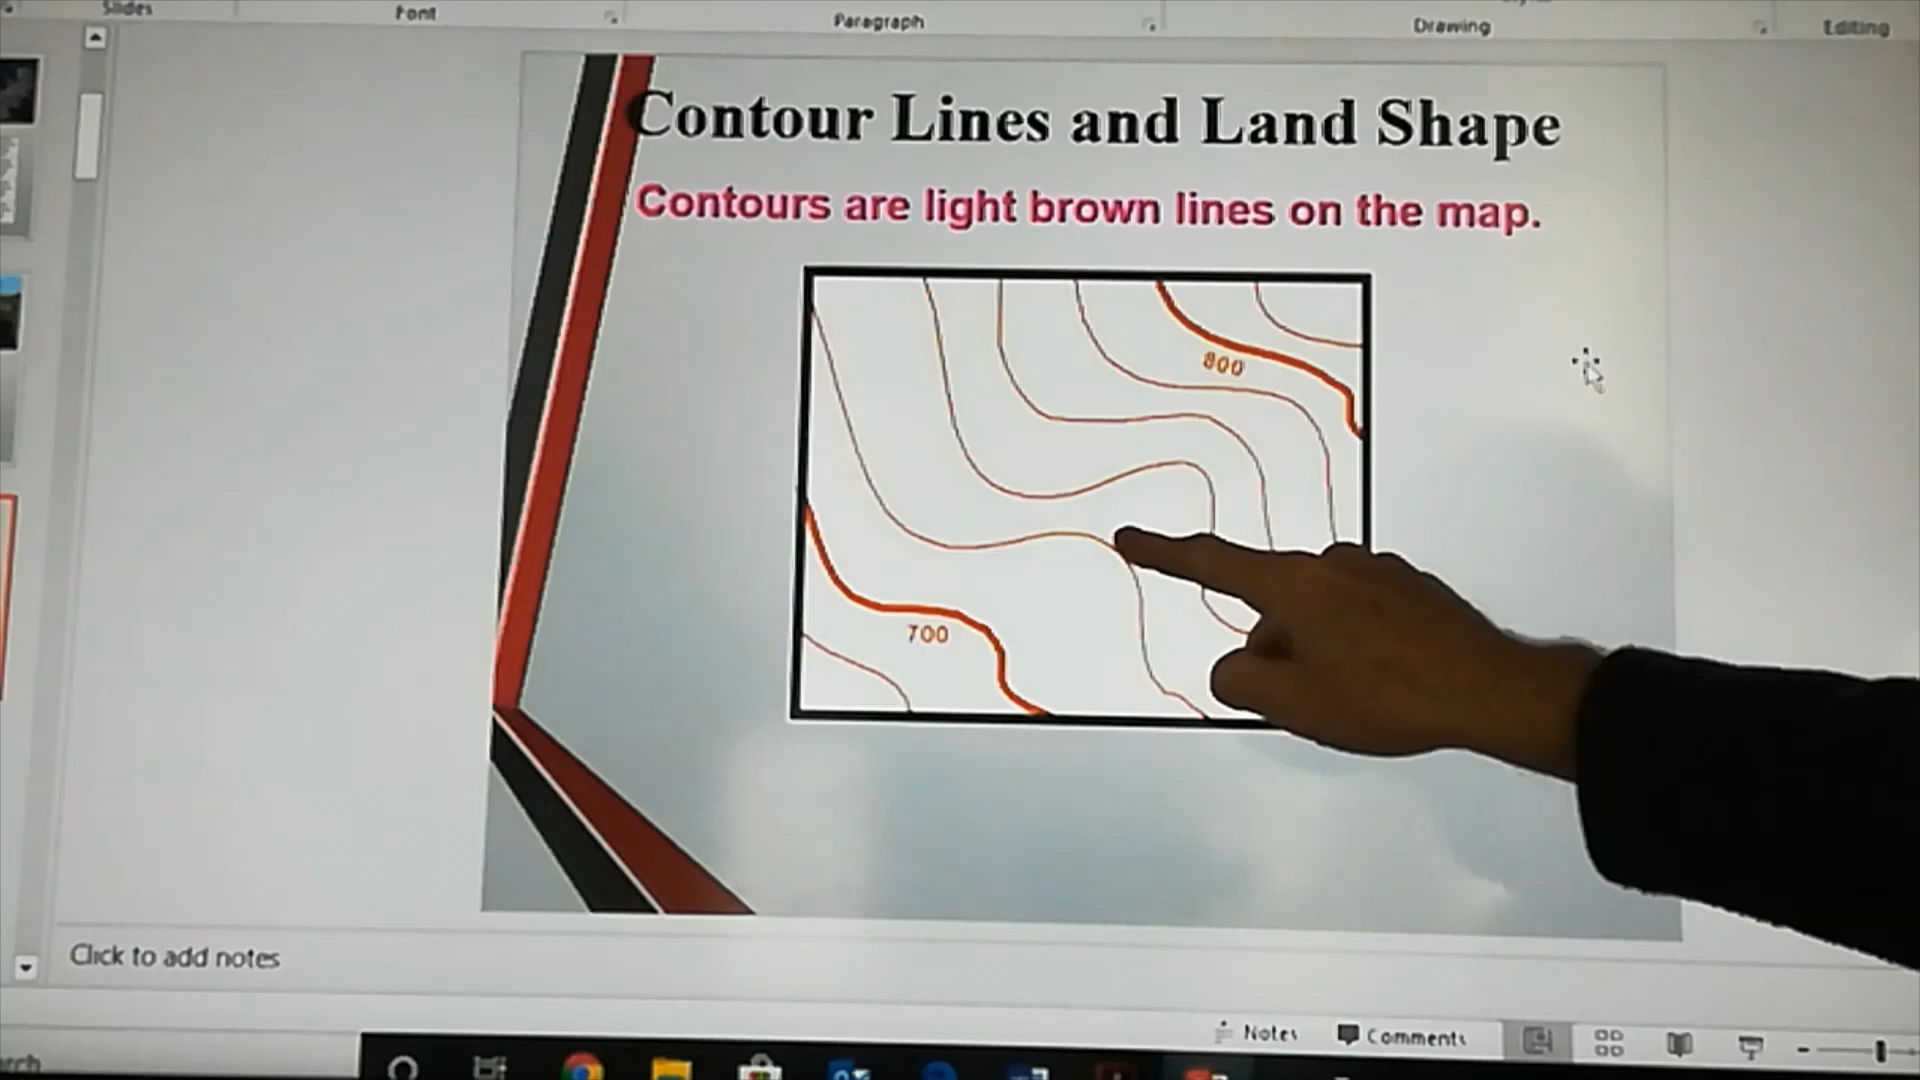 Slides
Font
Paragraph
Drawing
Editing
Contour Lines and Land Shape
Contours are light brown lines on the map.
800
700
Click to add notes
Notes
Comments